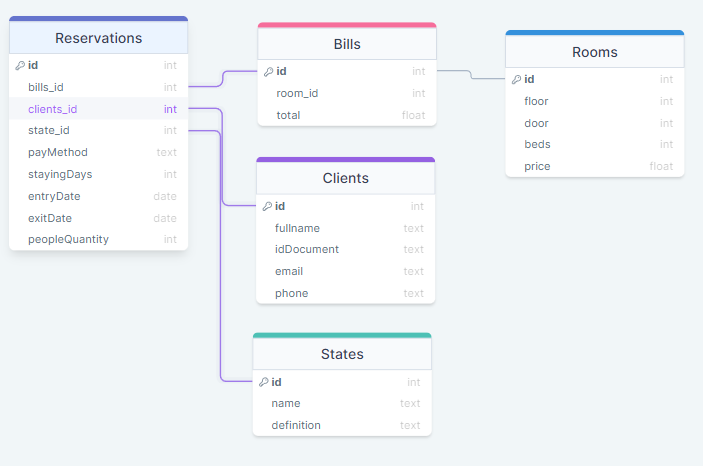 Reservations
id int
bills_id int
clients_id int
state_id int
payMethod text
stayingDays int
entryDate date
exitDate date
peopleQuantity int
Bills
id int
room_id int
total float
Clients
id int
fullname text
idDocument text
email text
phone text
States
id int
name text
definition text
Rooms
id int
floor int
door int
beds int
price float